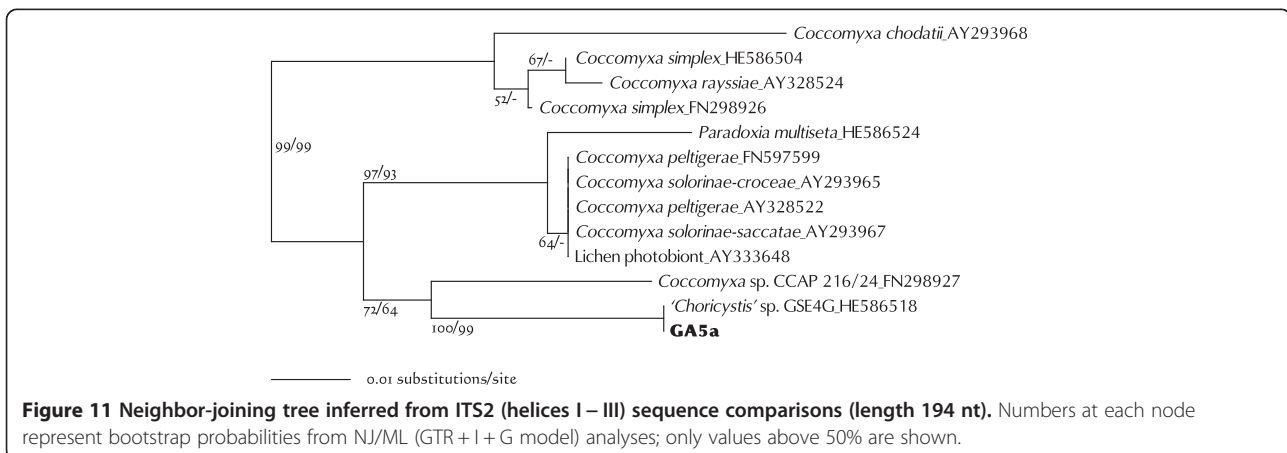 Coccomyxa chodatii_AY293968
67/-
Coccomyxa simplex_HE586504
Coccomyxa rayssiae_AY328524
52/-
Coccomyxa simplex_FN298926
Paradoxia multiseta_HE586524
99/99
Coccomyxa peltigerae_FN597599
97/93
Coccomyxa solorinae-croceae_AY293965
Coccomyxa peltigerae_AY328522
Coccomyxa solorinae-saccatae_AY293967
64/-
Lichen photobiont_AY333648
Coccomyxa sp. CCAP 216/24_FN298927
72/64
'Choricystis' sp. GSE4G_HE586518
100/99
GA5a
0.01 substitutions/site
Figure 11 Neighbor-joining tree inferred from ITS2 (helices I – III) sequence comparisons (length 194 nt). Numbers at each node
represent bootstrap probabilities from NJ/ML (GTR + I + G model) analyses; only values above 50% are shown.